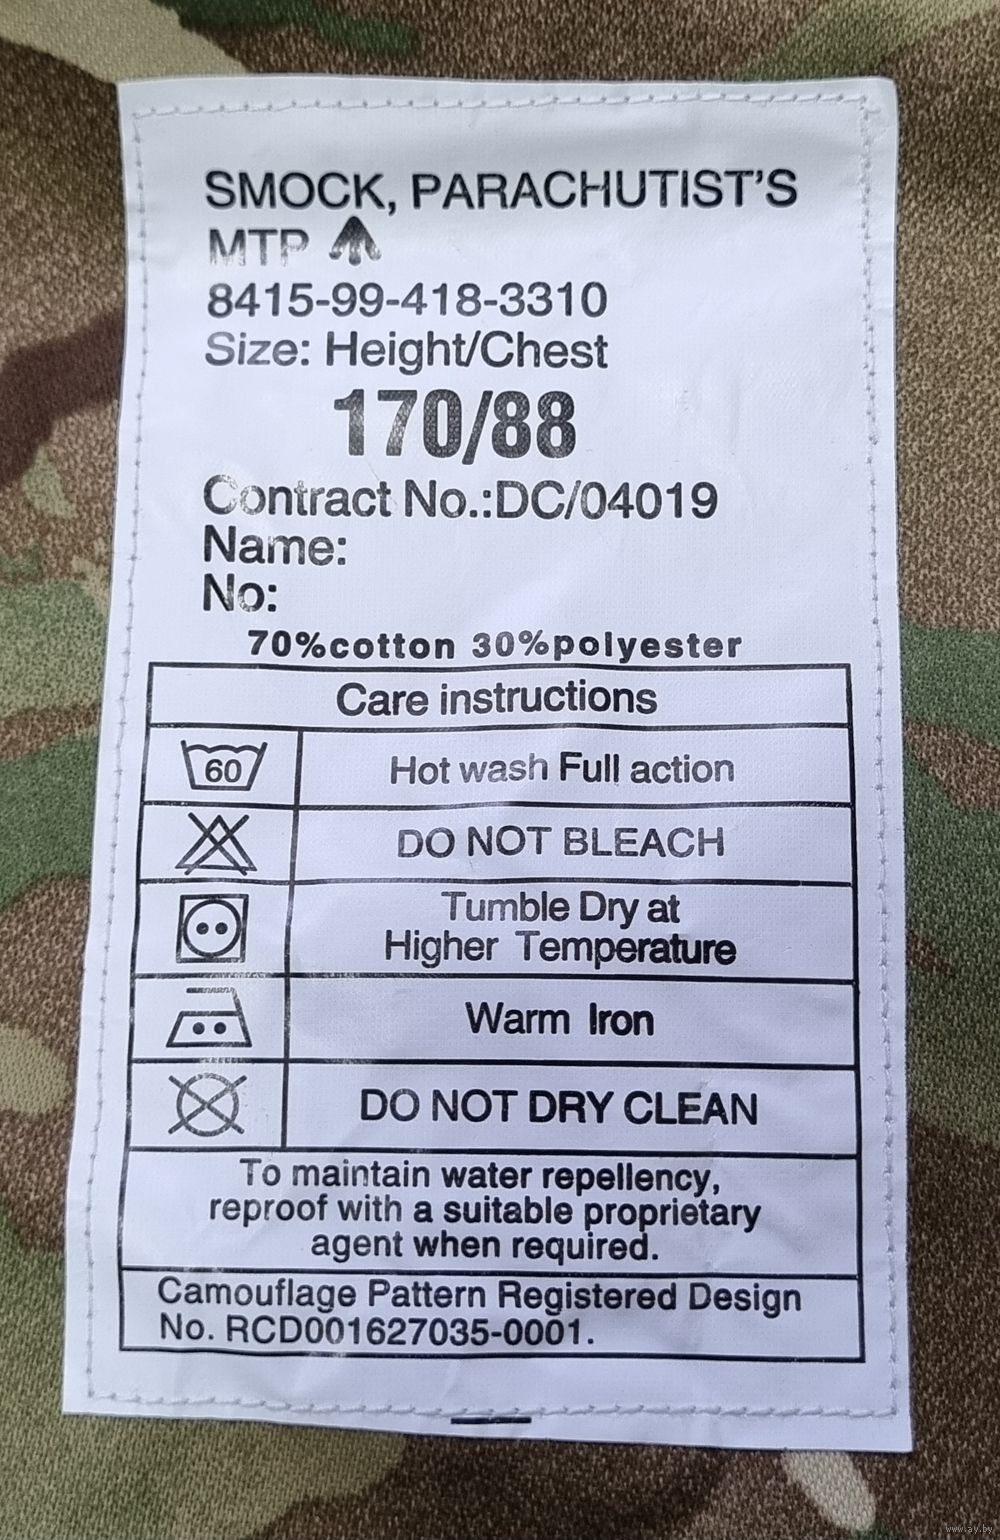 SMOCK, PARACHUTIST'S
MTP
8415-99-418-3310
Size: Height/Chest
170/88
Contract No.:DC/04019
Name:
No:
70%cotton 30%polyester
Care instructions
60 Hot wash Full action
DO NOT BLEACH
Tumble Dry at
Higher Temperature
Warm Iron
DO NOT DRY CLEAN
To maintain water repellency,
reproof with a suitable proprietary
agent when required.
Camouflage Pattern Registered Design
No. RCD001627035-0001.
www.ay.by